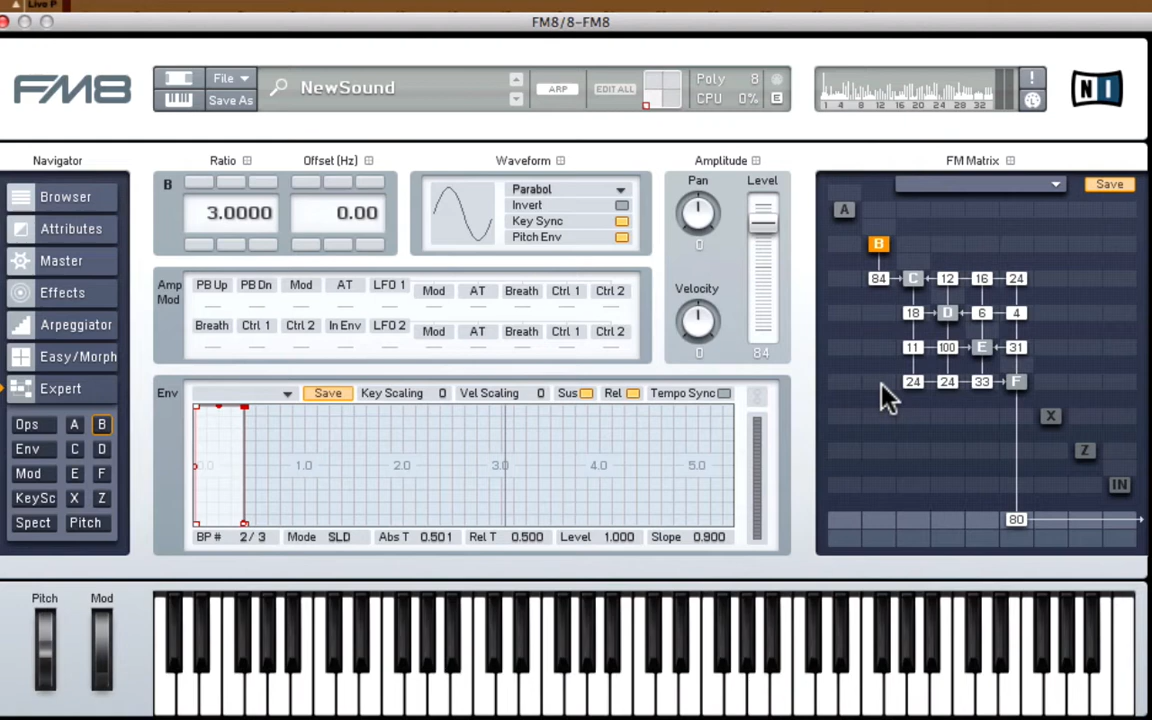 Live P
FM8/8-FM8
FM8
File
Save As
NewSound
ARP
EDIT ALL
Poly 8
CPU 0%
E
!
1 4 8 12 16 20 24 28 32
NI
Navigator
Browser
Attributes
Master
Effects
Arpeggiator
Easy/Morph
Expert
Ops A B
Env C D
Mod E F
KeySc X Z
Spect Pitch
Ratio
Offset (Hz)
B
3.0000
0.00
Waveform
Parabol
Invert
Key Sync
Pitch Env
Amplitude
Pan
Level
0
Velocity
0
84
Amp Mod
PB Up PB Dn Mod AT LFO 1 Mod AT Breath Ctrl 1 Ctrl 2
Breath Ctrl 1 Ctrl 2 In Env LFO 2 Mod AT Breath Ctrl 1 Ctrl 2
Env
Save
Key Scaling 0
Vel Scaling 0
Sus
Rel
Tempo Sync
0.0 1.0 2.0 3.0 4.0 5.0
BP # 2/ 3 Mode SLD Abs T 0.501 Rel T 0.500 Level 1.000 Slope 0.900
FM Matrix
Save
A
B
84 C 12 16 24
18 D 6 4
11 100 E 31
24 24 33 F
X
Z
IN
80
Pitch
Mod